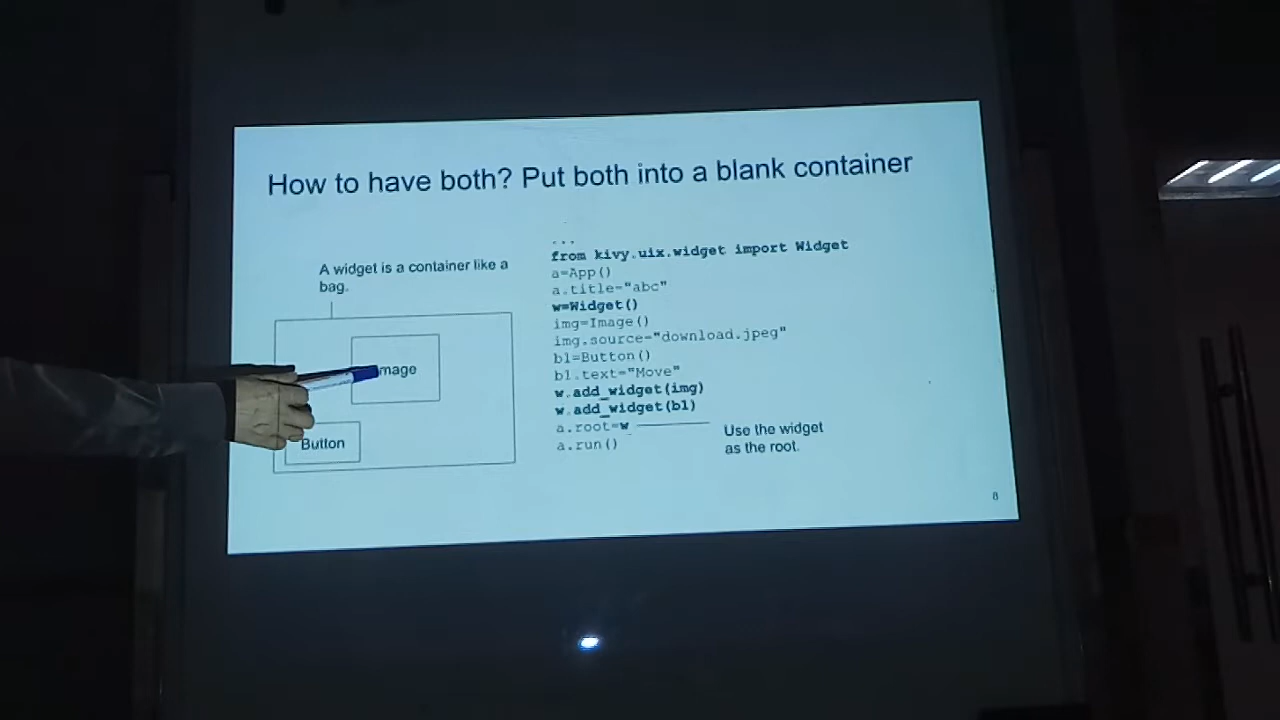 How to have both? Put both into a blank container
A widget is a container like a
bag.
mage
Button
...
from kivy.uix.widget import Widget
a=App()
a.title="abc"
w=Widget()
img=Image()
img.source="download.jpeg"
b1=Button()
b1.text="Move"
w.add_widget(img)
w.add_widget(b1)
a.root=w
a.run()
Use the widget
as the root.
8